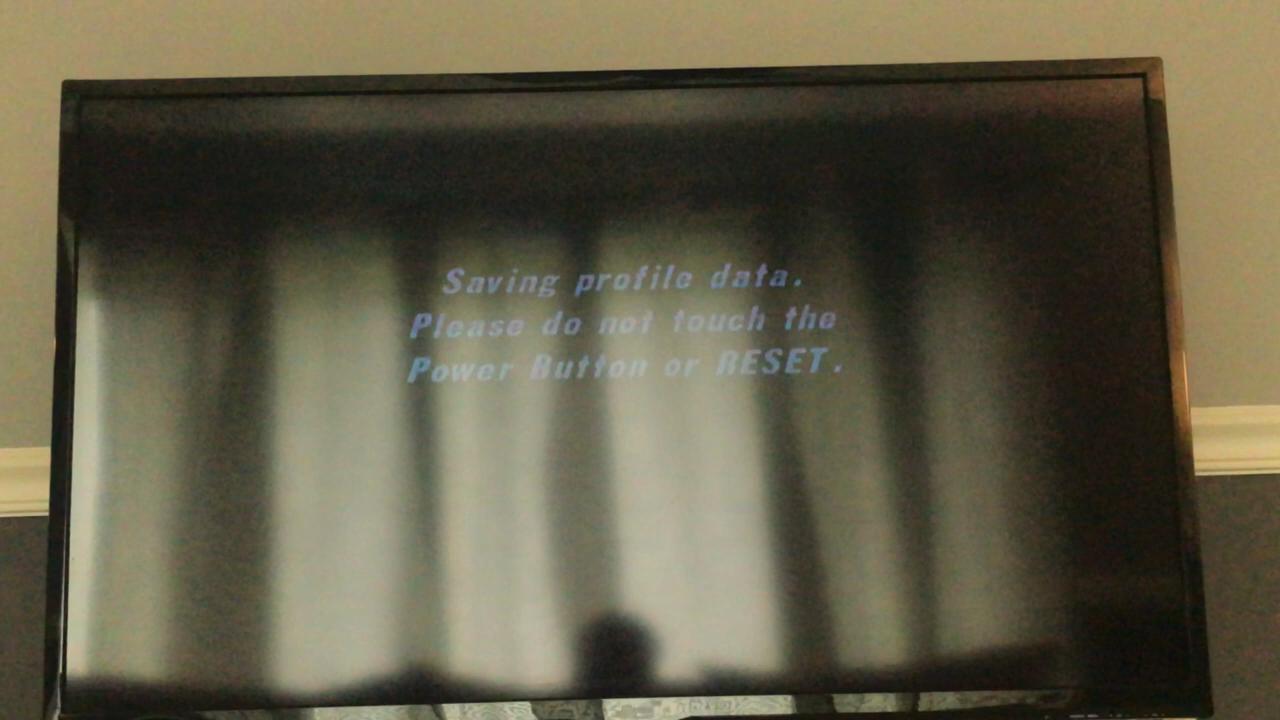 Saving profile data.
Please do not touch the
Power Button or RESET.